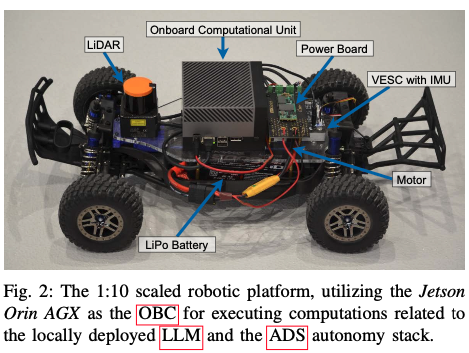 Onboard Computational Unit
LiDAR
Power Board
VESC with IMU
Motor
LiPo Battery
Fig. 2: The 1:10 scaled robotic platform, utilizing the Jetson
Orin AGX as the OBC for executing computations related to
the locally deployed LLM and the ADS autonomy stack.